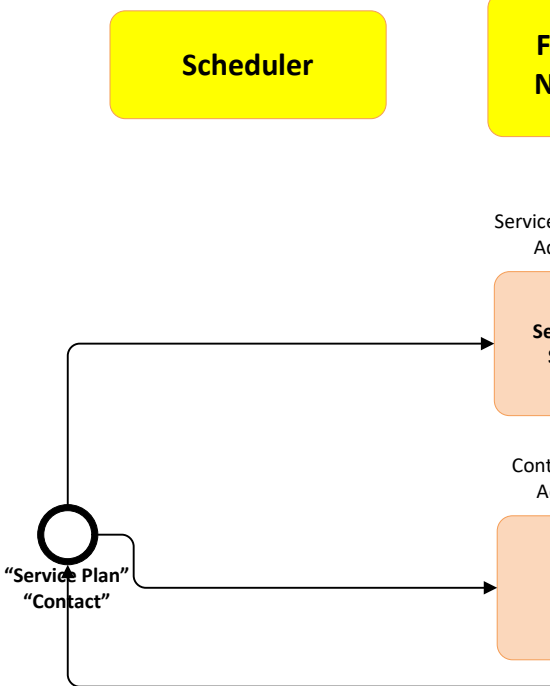 Scheduler
F
N
Service
Ac
Se
S
Cont
A
“Service Plan”
“Contact”